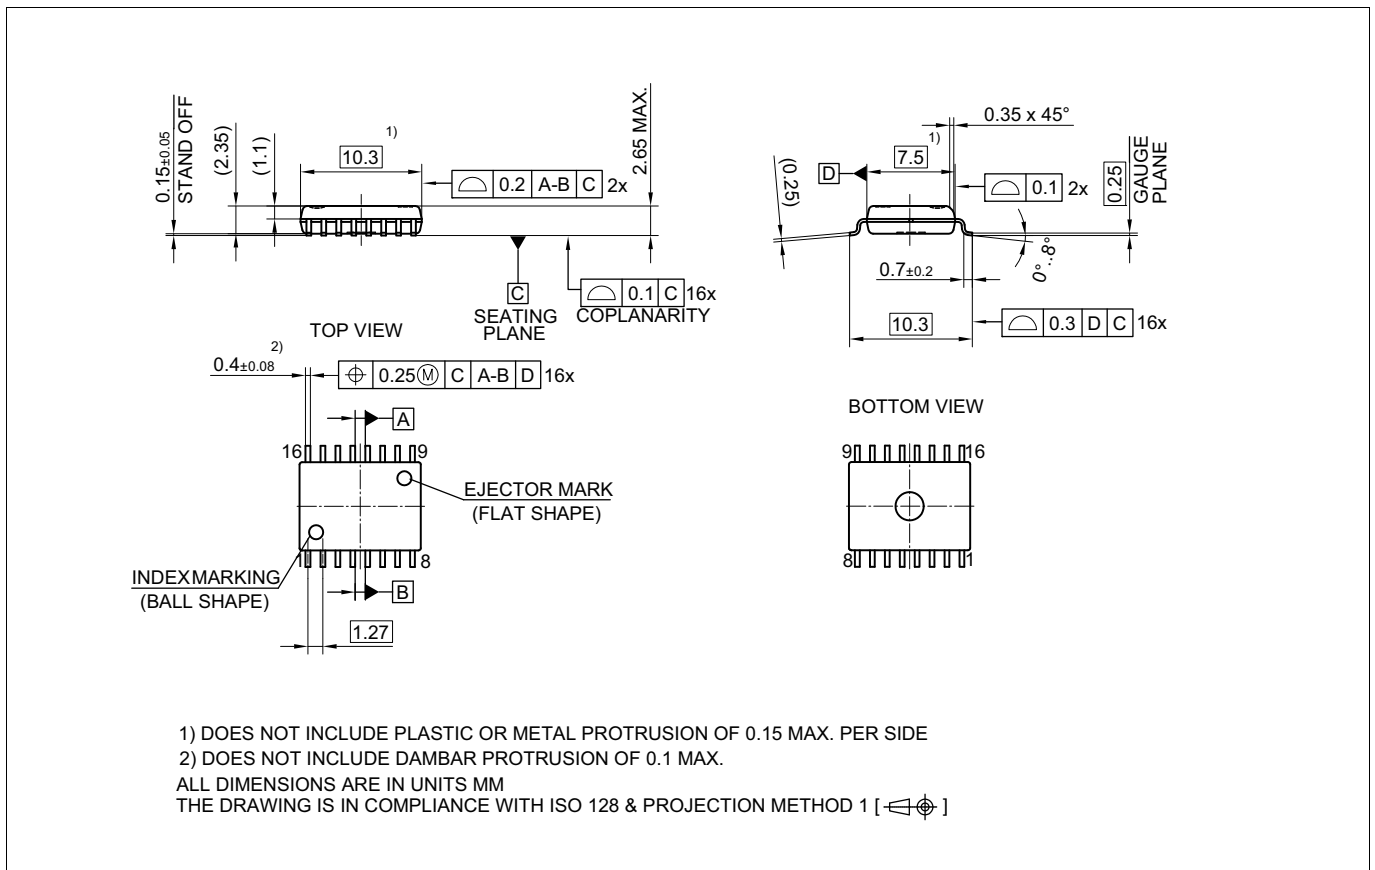 0.15±0.05
STAND OFF
(2.35)
(1.1)
1)
10.3
2.65 MAX.
0.2 A-B C 2x
C
SEATING
PLANE
0.1 C 16x
COPLANARITY
0.35 x 45°
1)
7.5
D
(0.25)
0.1 2x
0.25
GAUGE
PLANE
0°..8°
0.7±0.2
10.3
0.3 D C 16x
TOP VIEW
2)
0.4±0.08
0.25Ⓜ C A-B D 16x
A
16 9
EJECTOR MARK
(FLAT SHAPE)
1 8
INDEX MARKING
(BALL SHAPE)
B
1.27
BOTTOM VIEW
9 16
8 1
1) DOES NOT INCLUDE PLASTIC OR METAL PROTRUSION OF 0.15 MAX. PER SIDE
2) DOES NOT INCLUDE DAMBAR PROTRUSION OF 0.1 MAX.
ALL DIMENSIONS ARE IN UNITS MM
THE DRAWING IS IN COMPLIANCE WITH ISO 128 & PROJECTION METHOD 1 [ ]